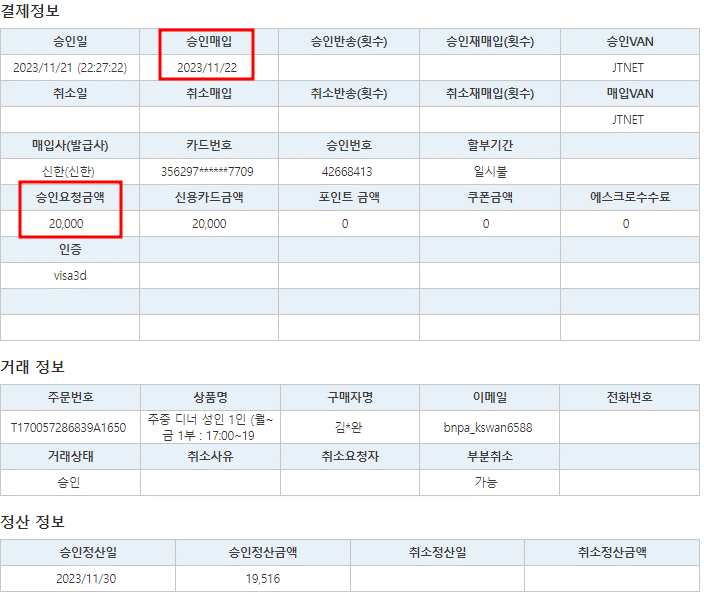 결제정보
승인일 승인매입 승인반송(횟수) 승인재매입(횟수) 승인VAN
2023/11/21 (22:27:22) 2023/11/22 JTNET
취소일 취소매입 취소반송(횟수) 취소재매입(횟수) 매입VAN
JTNET
매입사(발급사) 카드번호 승인번호 할부기간
신한(신한) 356297******7709 42668413 일시불
승인요청금액 신용카드금액 포인트 금액 쿠폰금액 에스크로수수료
20,000 20,000 0 0 0
인증
visa3d
거래 정보
주문번호 상품명 구매자명 이메일 전화번호
T170057286839A1650 주중 디너 성인 1인 (월~
금 1부 : 17:00~19 김*완 bnpa_kswan6588
거래상태 취소사유 취소요청자 부분취소
승인 가능
정산 정보
승인정산일 승인정산금액 취소정산일 취소정산금액
2023/11/30 19,516